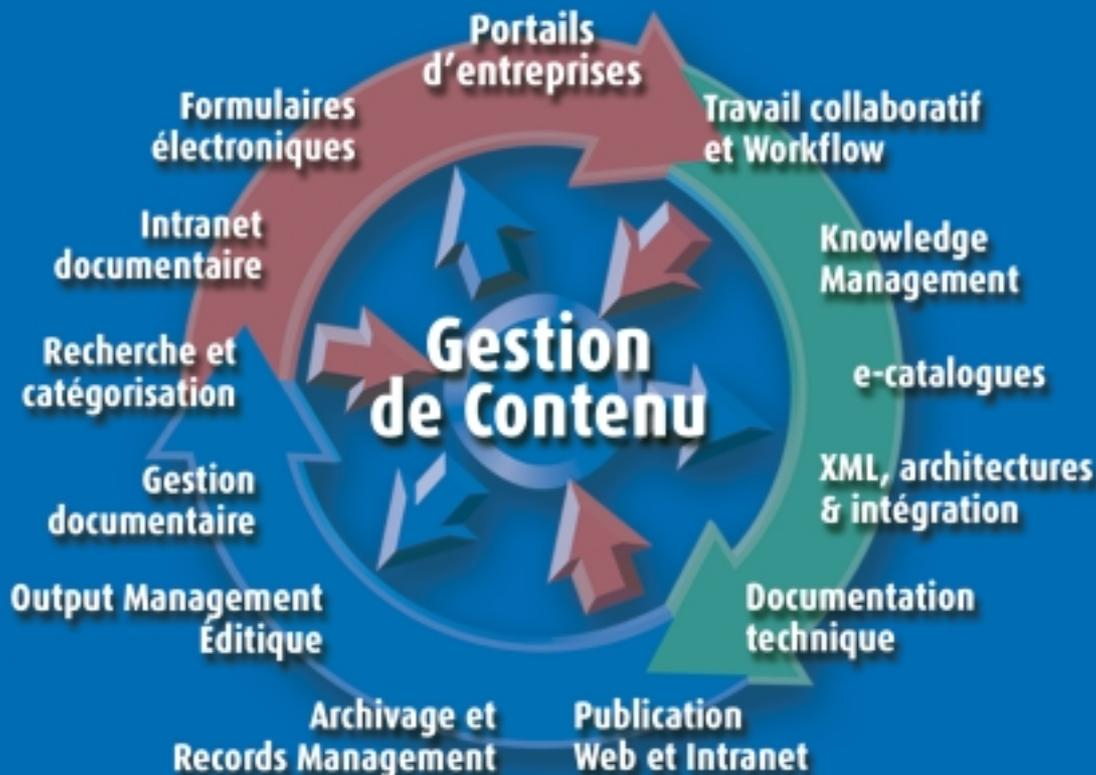 Portails
d'entreprises
Formulaires
électroniques
Travail collaboratif
et Workflow
Intranet
documentaire
Knowledge
Management
Recherche et
catégorisation
Gestion
de Contenu
e-catalogues
Gestion
documentaire
XML, architectures
& intégration
Output Management
Éditique
Documentation
technique
Archivage et
Records Management
Publication
Web et Intranet